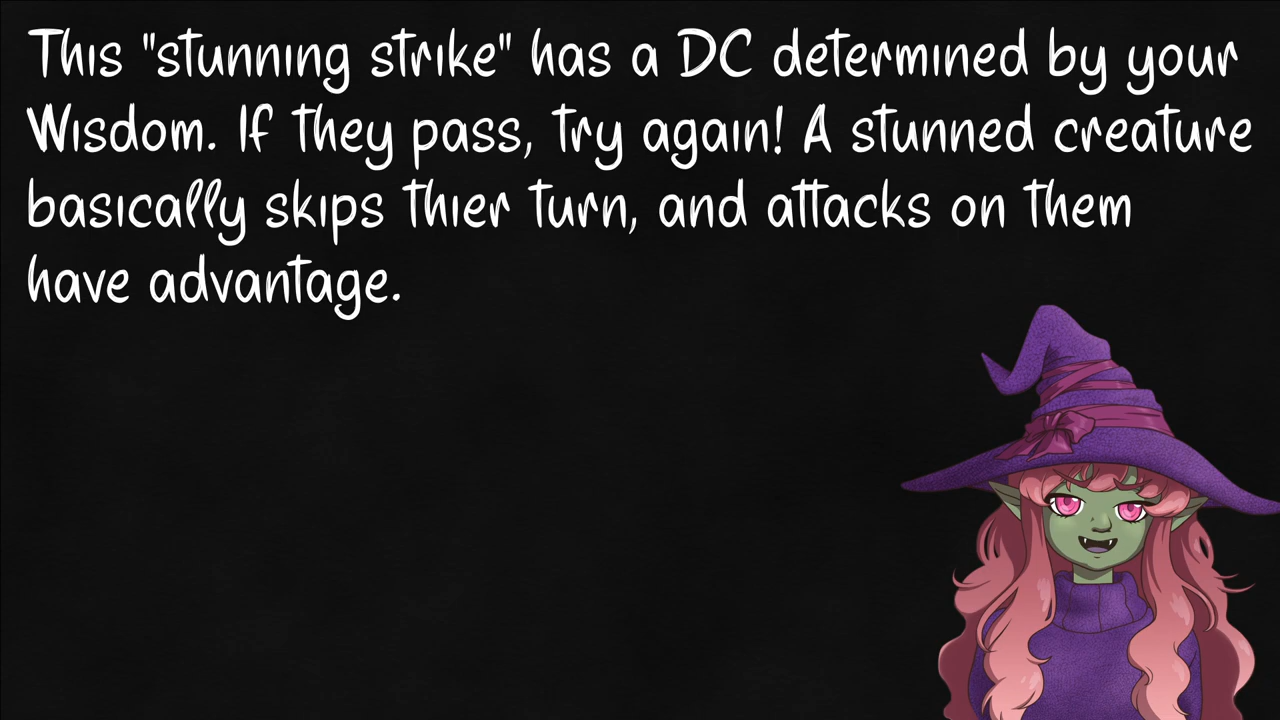 This "stunning strike" has a DC determined by your
Wisdom. If they pass, try again! A stunned creature
basically skips thier turn, and attacks on them
have advantage.